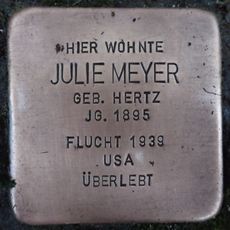 HIER WOHNTE
JULIE MEYER
GEB. HERTZ
JG. 1895
FLUCHT 1939
USA
ÜBERLEBT